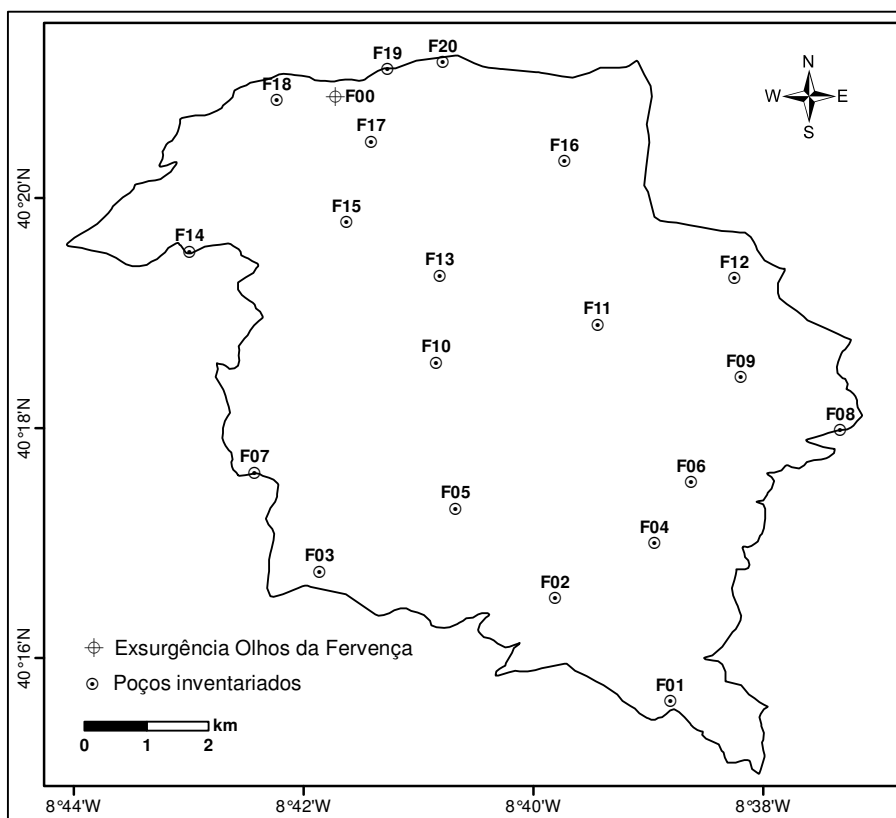 F20
F19
N
F18
F00
W
E
F17
S
F16
40°20'N
F15
F14
F13
F12
F11
F10
F09
40°18'N
F08
F07
F06
F05
F04
F03
F02
Exsurgência Olhos da Fervença
40°16'N
Poços inventariados
F01
km
0 1 2
8°44'W 8°42'W 8°40'W 8°38'W